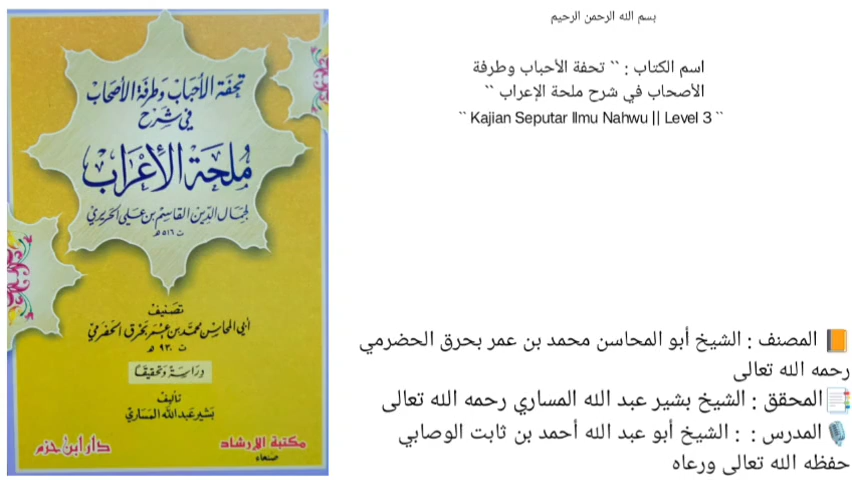 بسم الله الرحمن الرحيم
اسم الكتاب : `` تحفة الأحباب وطرفة
الأصحاب في شرح ملحة الإعراب ``
`` Kajian Seputar Ilmu Nahwu || Level 3 ``
تحفة الأحباب وطرفة الأصحاب
في شرح
ملحة الإعراب
لجمال الدين القاسم بن علي الحريري
ت ٥١٦ هـ
تصنيف
أبي المحاسن محمد بن عمر بحرق الحضرمي
ت ٩٣٠ هـ
دراسة وتحقيقا
تأليف
بشير عبد الله المساري
مكتبة الإرشاد
صنعاء
دار ابن حزم
📙 المصنف : الشيخ أبو المحاسن محمد بن عمر بحرق الحضرمي
رحمه الله تعالى
📑المحقق : الشيخ بشير عبد الله المساري رحمه الله تعالى
🎙️المدرس : : الشيخ أبو عبد الله أحمد بن ثابت الوصابي
حفظه الله تعالى ورعاه